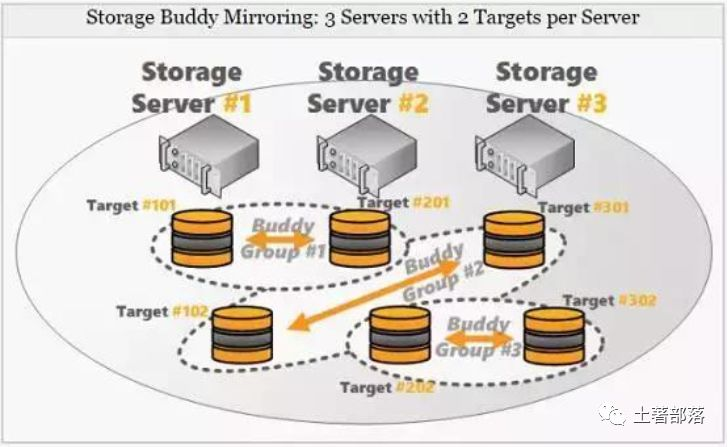 Storage Buddy Mirroring: 3 Servers with 2 Targets per Server
Storage
Server #1
Storage
Server #2
Storage
Server #3
Target #101
Target #201
Target #301
Buddy
Group #1
Buddy
Group #2
Target #102
Target #302
Buddy
Group #3
Target #202
土著部落